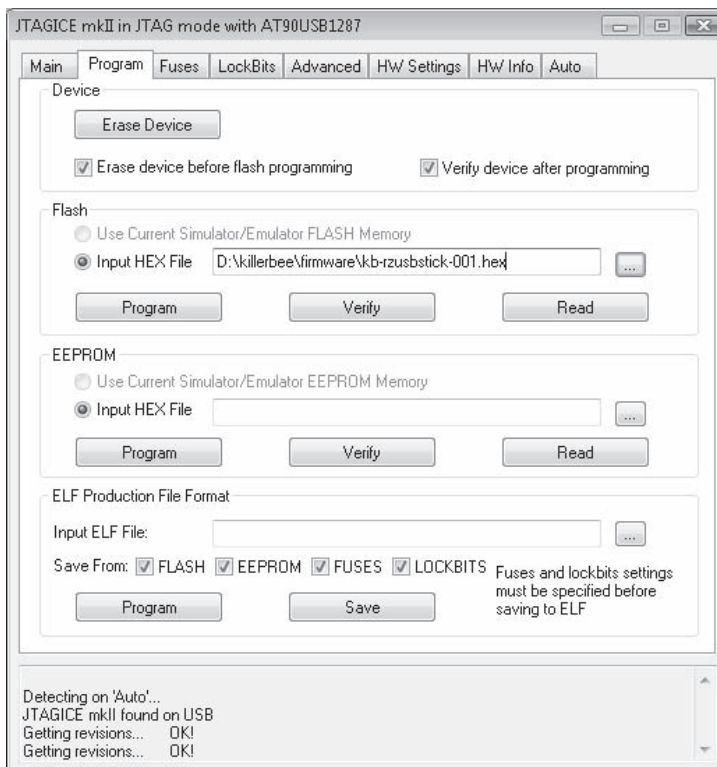 JTAGICE mkII in JTAG mode with AT90USB1287
Main Program Fuses LockBits Advanced HW Settings HW Info Auto
Device
Erase Device
Erase device before flash programming Verify device after programming
Flash
Use Current Simulator/Emulator FLASH Memory
Input HEX File D:\killerbee\firmware\kb-rzusbstick-001.hex ...
Program Verify Read
EEPROM
Use Current Simulator/Emulator EEPROM Memory
Input HEX File ...
Program Verify Read
ELF Production File Format
Input ELF File: ...
Save From: FLASH EEPROM FUSES LOCKBITS
Fuses and lockbits settings
must be specified before
saving to ELF
Program Save
Detecting on 'Auto'...
JTAGICE mkII found on USB
Getting revisions... OK!
Getting revisions... OK!